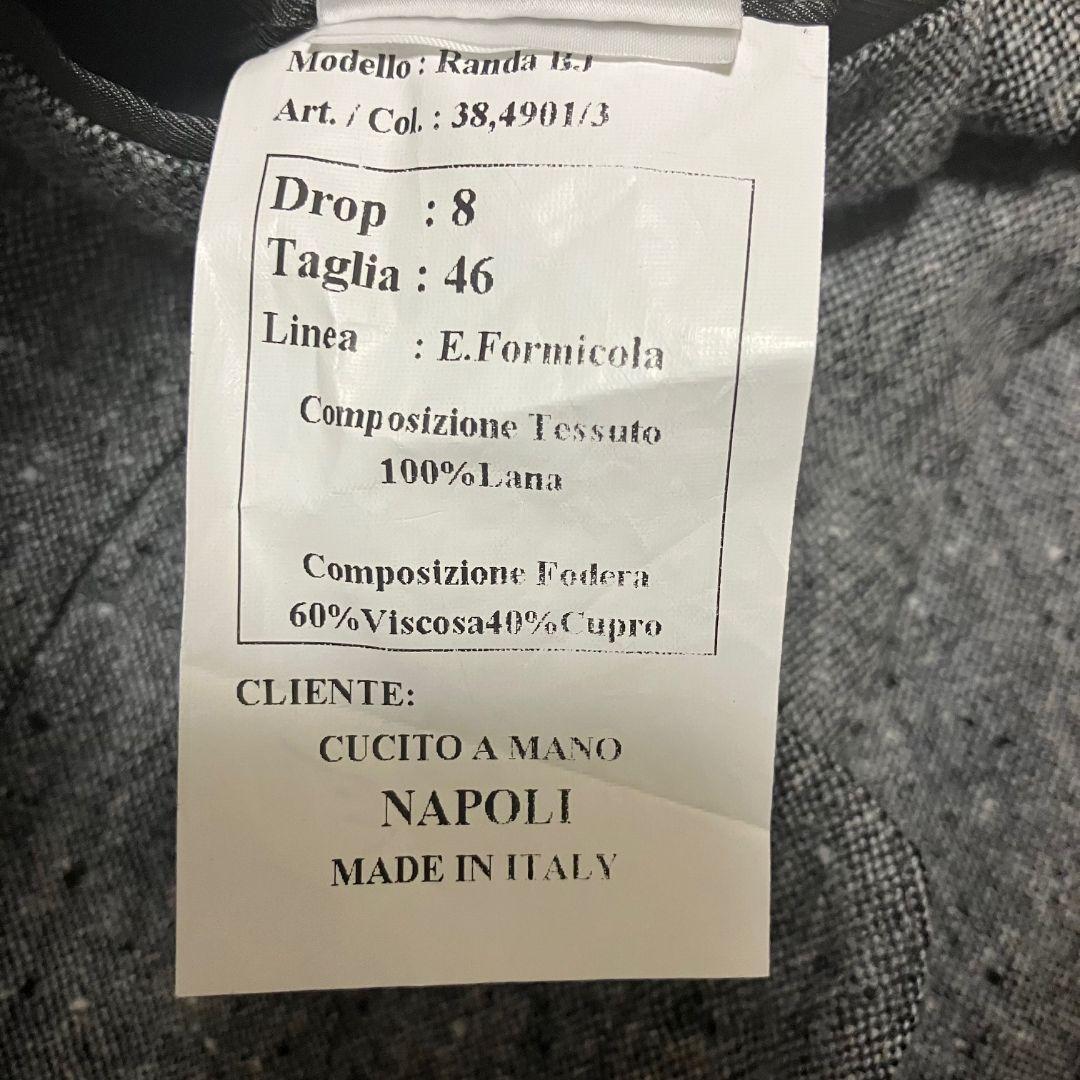 Modello : Randa
Art. / Col. : 38,4901/3
Drop : 8
Taglia : 46
Linea : E.Formicola
Composizione Tessuto
100%Lana
Composizione Fodera
60%Viscosa40%Cupro
CLIENTE:
CUCITO A MANO
NAPOLI
MADE IN ITALY